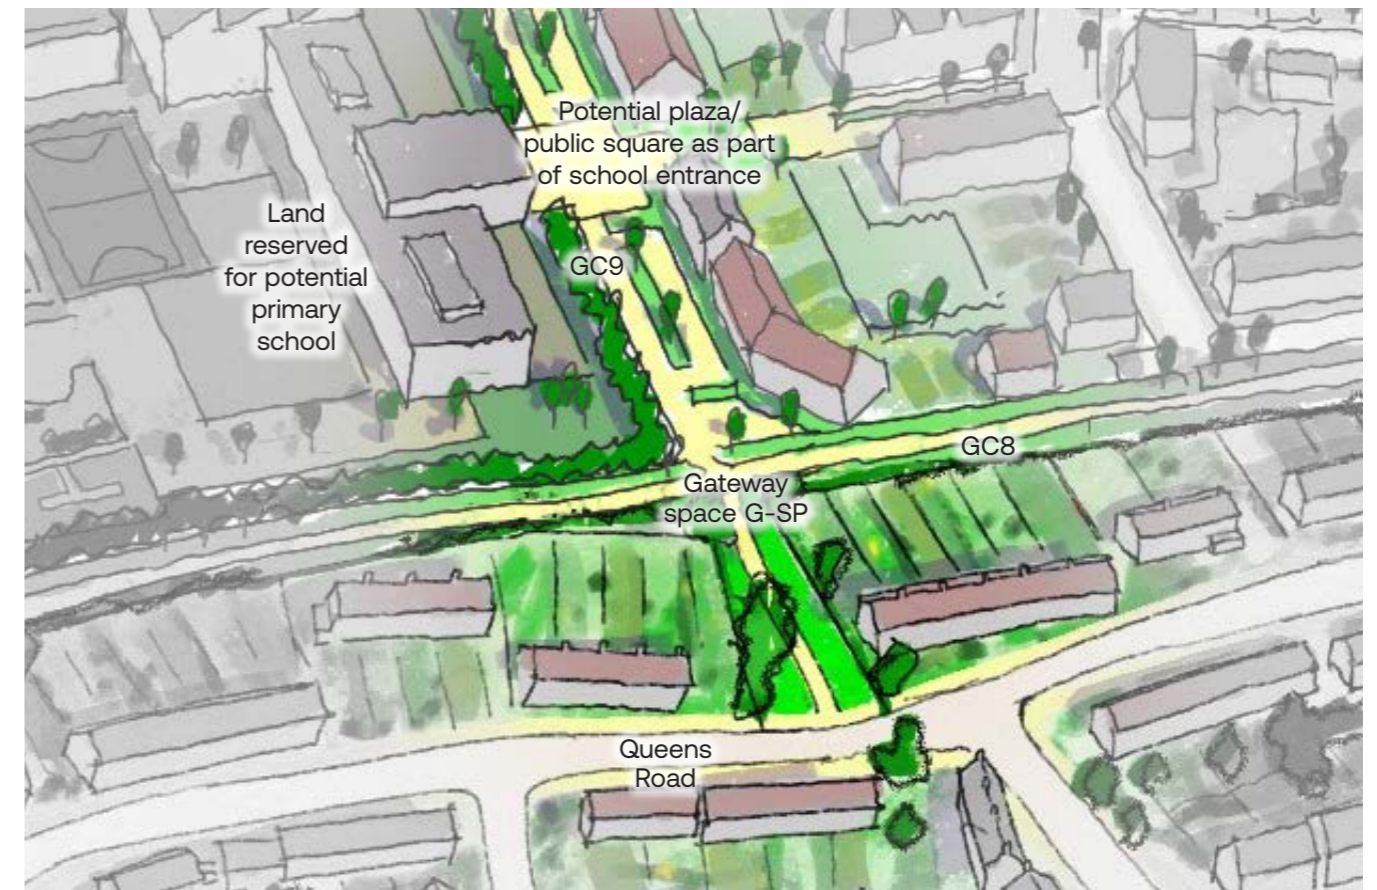 Potential plaza/
public square as part
of school entrance
Land
reserved
for potential
primary
school
GC9
GC8
Gateway
space G-SP
Queens
Road